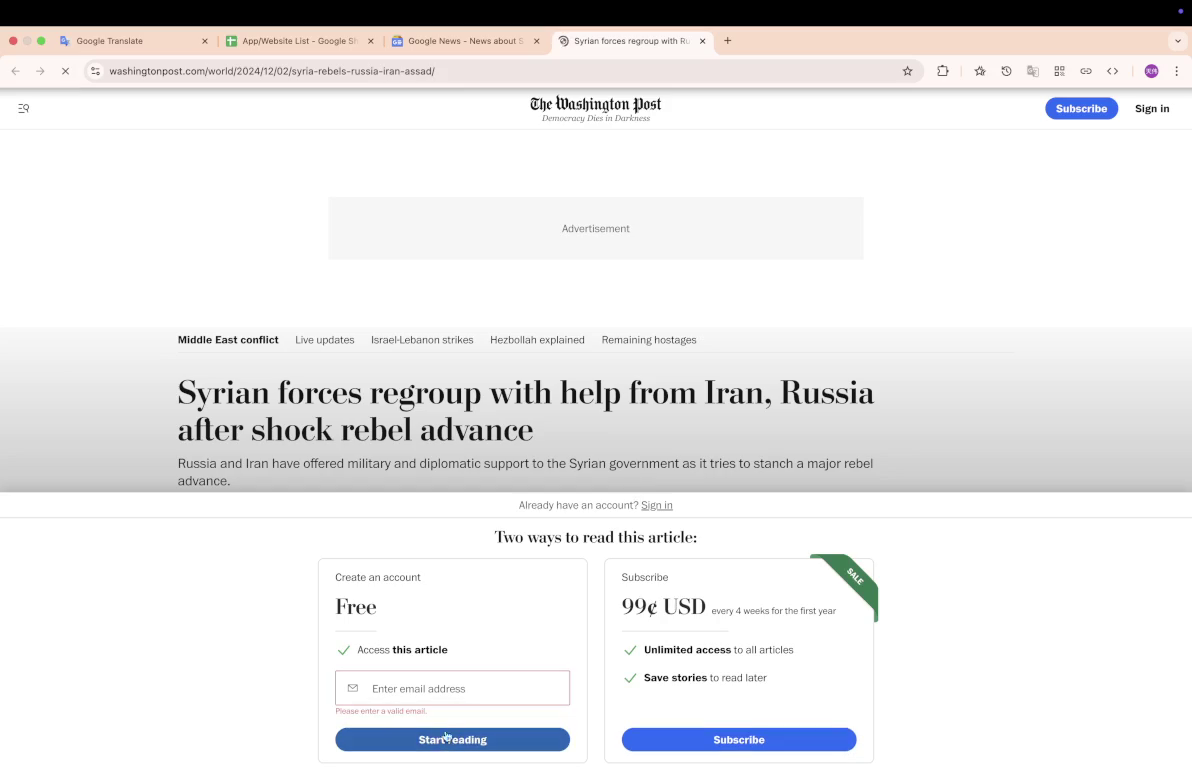 Google Translate
App/Website List - Google Sh
Google News - News about S
Syrian forces regroup with Ru
washingtonpost.com/world/2024/12/02/syria-rebels-russia-iran-assad/
The Washington Post
Democracy Dies in Darkness
Subscribe
Sign in
Advertisement
Middle East conflict
Live updates
Israel-Lebanon strikes
Hezbollah explained
Remaining hostages
Syrian forces regroup with help from Iran, Russia
after shock rebel advance
Russia and Iran have offered military and diplomatic support to the Syrian government as it tries to stanch a major rebel
advance.
Already have an account? Sign in
Two ways to read this article:
Create an account
Free
Access this article
Enter email address
Please enter a valid email.
Start reading
Subscribe
99¢ USD every 4 weeks for the first year
SALE
Unlimited access to all articles
Save stories to read later
Subscribe